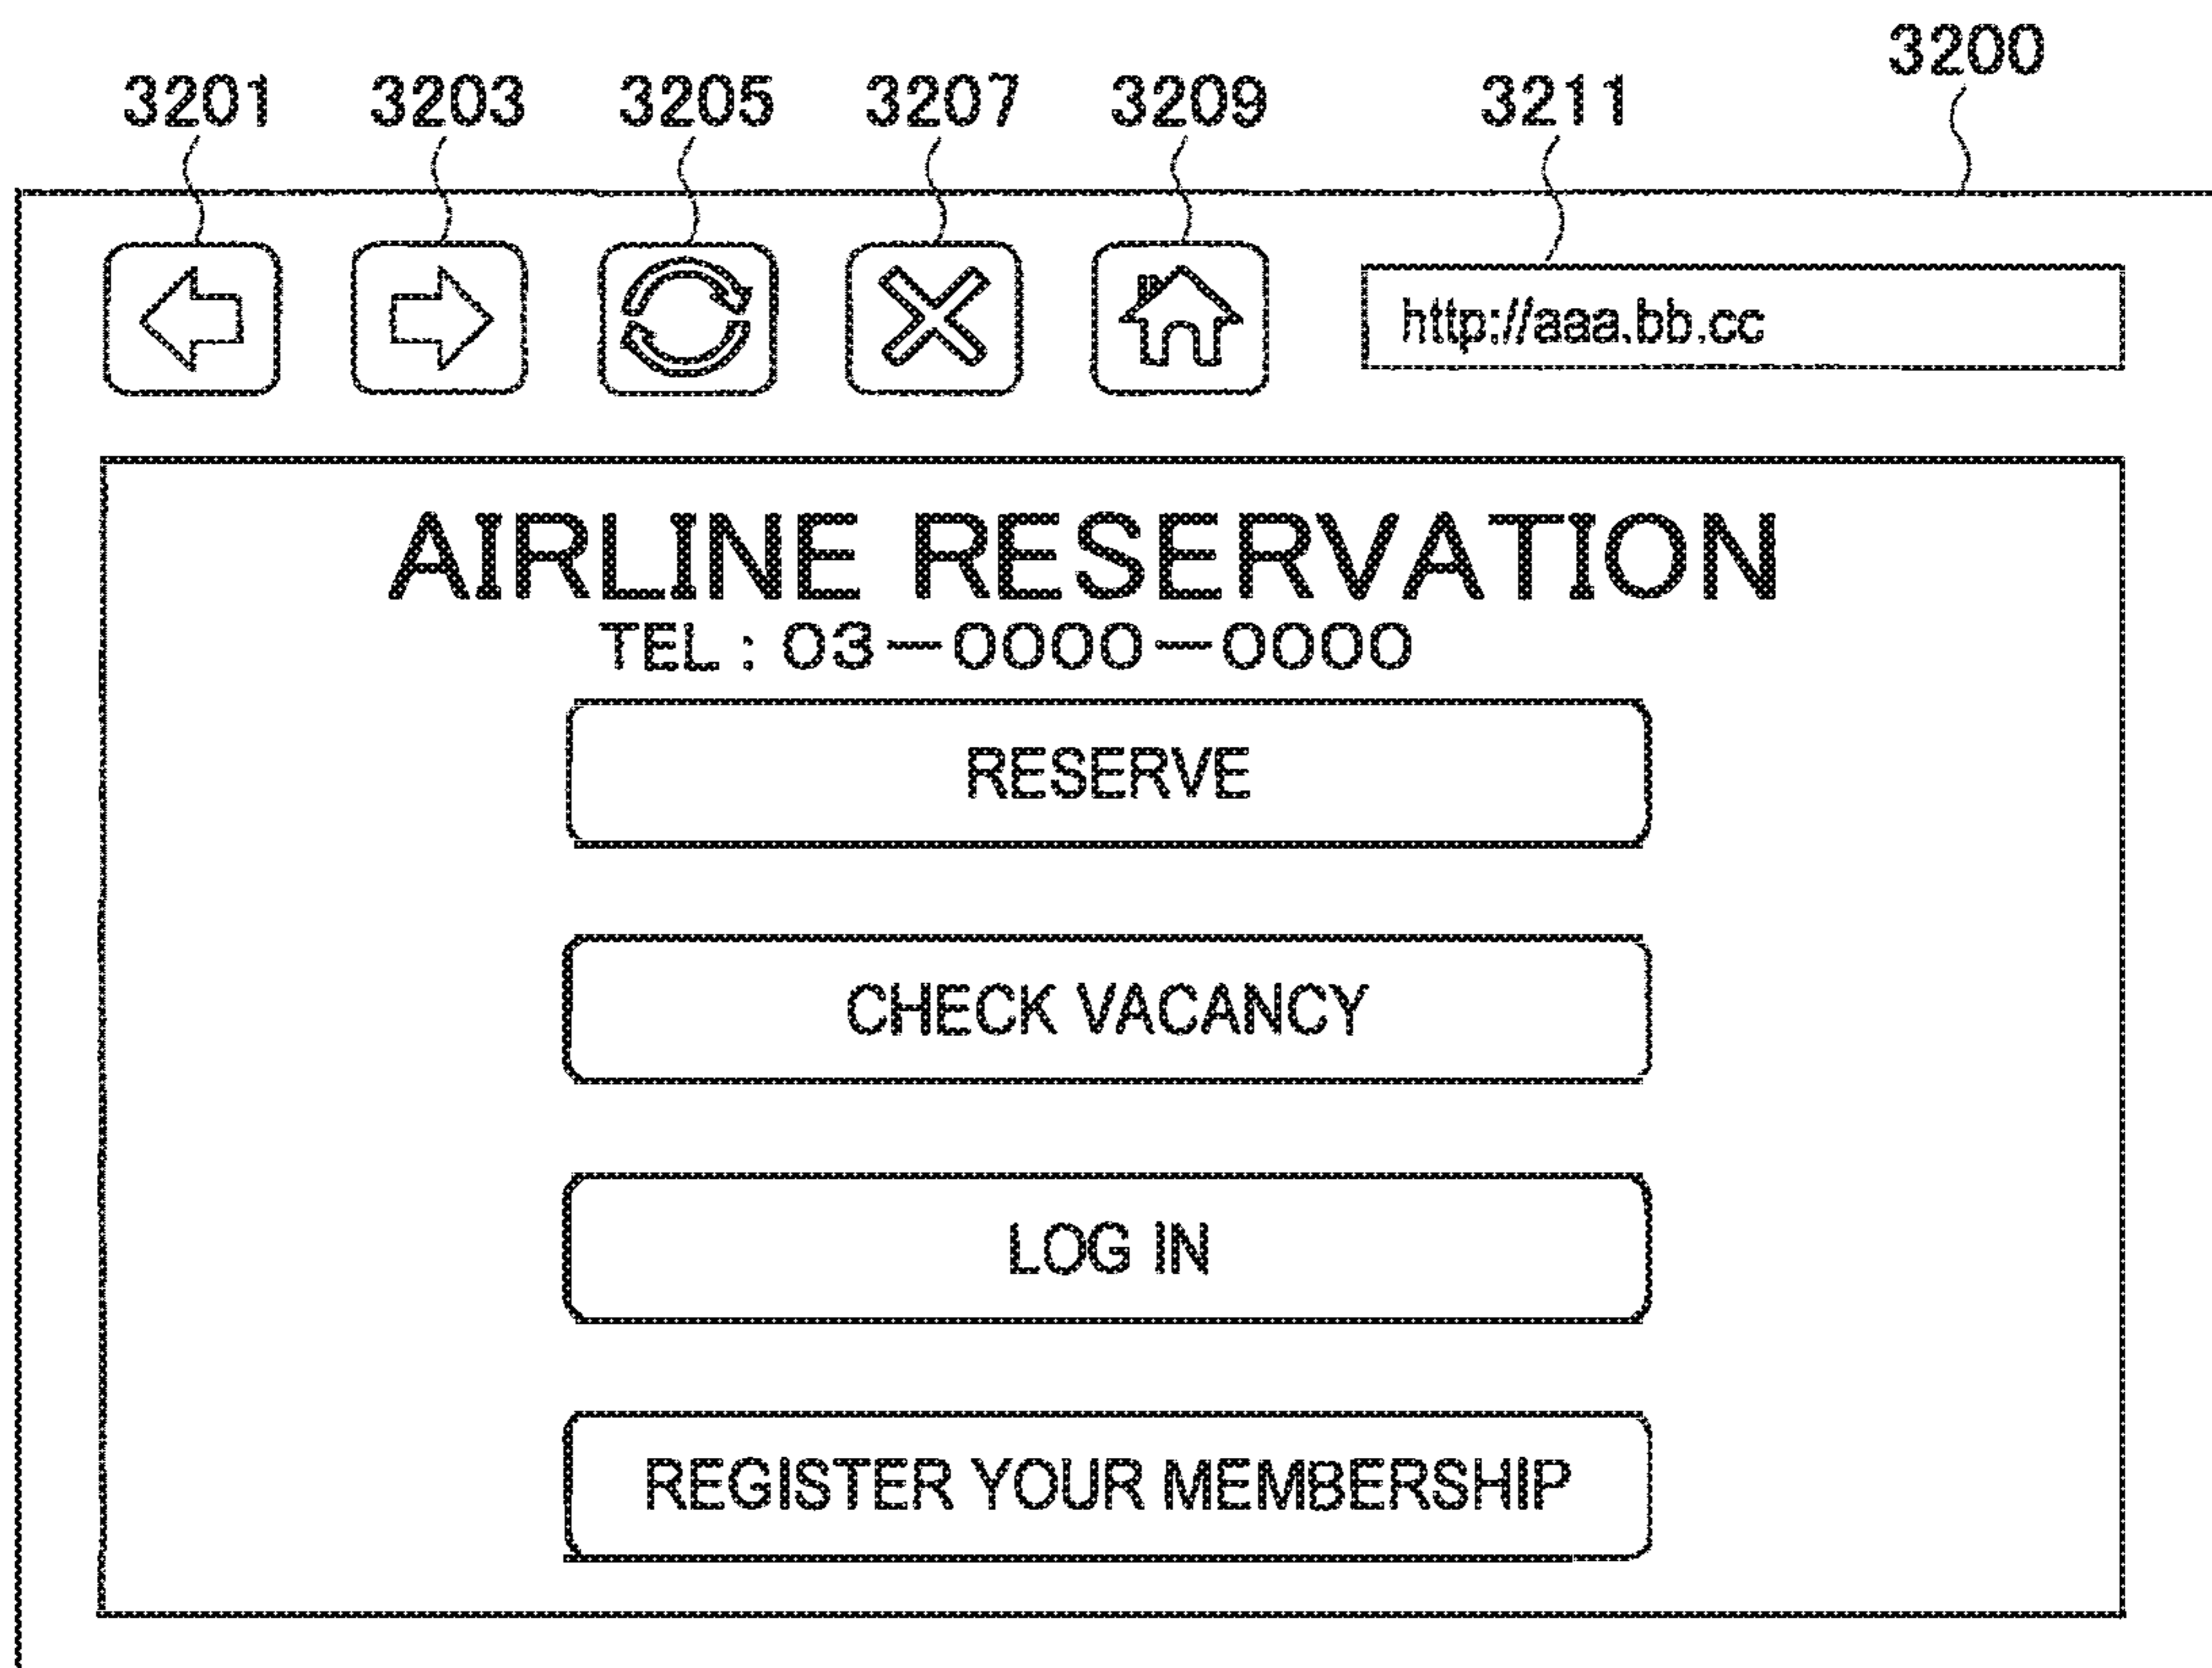 3200
3201 3203 3205 3207 3209 3211
http://aaa.bb.cc
AIRLINE RESERVATION
TEL : 03-0000-0000
RESERVE
CHECK VACANCY
LOG IN
REGISTER YOUR MEMBERSHIP